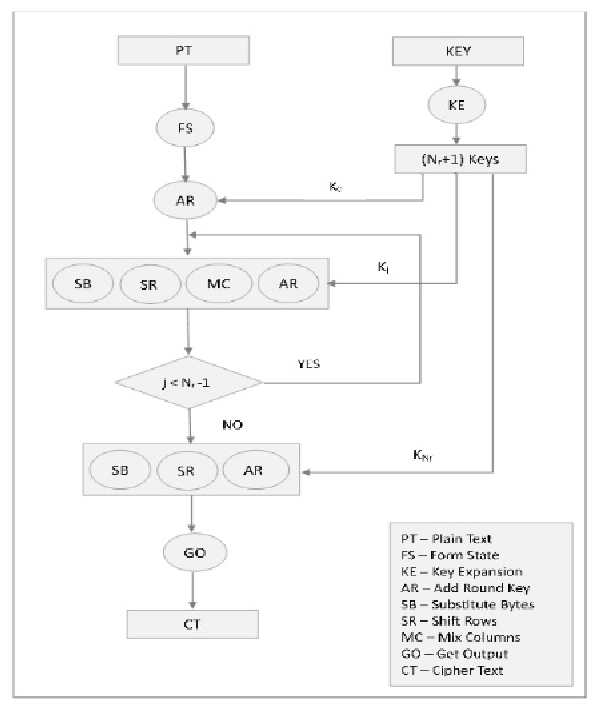 PT
KEY
KE
FS
(Nr+1) Keys
Ko
AR
Kj
SB SR MC AR
YES
j < Nr -1
NO
KNr
SB SR AR
GO
CT
PT – Plain Text
FS – Form State
KE – Key Expansion
AR – Add Round Key
SB – Substitute Bytes
SR – Shift Rows
MC – Mix Columns
GO – Get Output
CT – Cipher Text